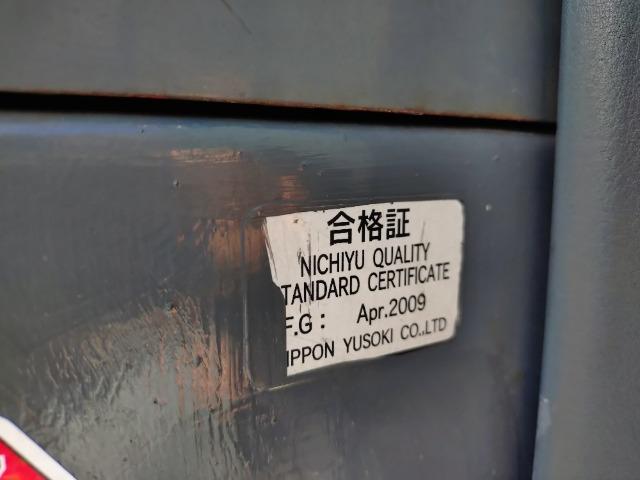 合格証
NICHIYU QUALITY
TANDARD CERTIFICATE
F.G : Apr.2009
IPPON YUSOKI CO.,LTD